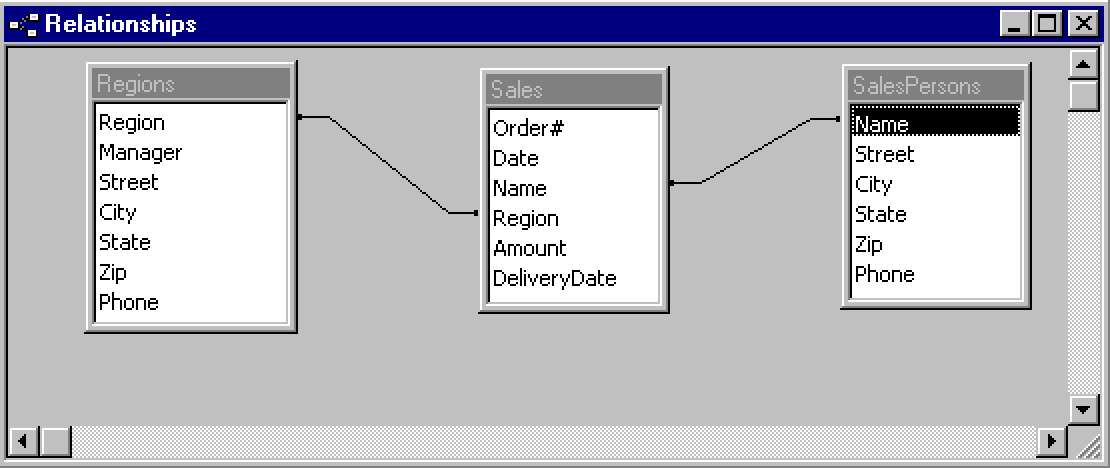 Relationships
Regions
Region
Manager
Street
City
State
Zip
Phone
Sales
Order#
Date
Name
Region
Amount
DeliveryDate
SalesPersons
Name
Street
City
State
Zip
Phone